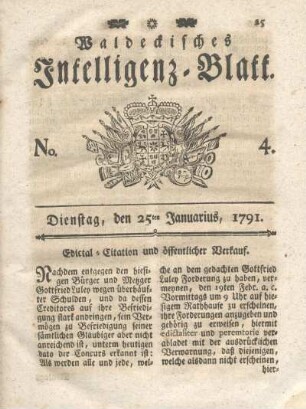 25
Waldeckisches
Intelligenz-Blatt.
No. 4.
Dienstag, den 25ten Januarius, 1791.
Edictal-Citation und öffentlicher Verkauf.
Nachdem entgegen den hiesi-
gen Bürger und Metzger
Gottfried Luley wegen überhäuf-
ter Schulden, und da dessen
Creditores auf ihre Befriedi-
gung stark andringen, sein Ver-
mögen zu Befriedigung seiner
sämtlichen Gläubiger aber nicht
anreichend ist, unterm heutigen
dato der Concurs erkannt ist:
Als werden alle und jede, wel-
che an dem gedachten Gottfried
Luley Forderung zu haben, ver-
meynen, den 19ten Febr. a. c.
Vormittags um 9 Uhr auf hie-
sigem Rathhause zu erscheinen,
ihre Forderungen anzugeben und
gehörig zu erweisen, hiermit
edictaliter und peremtorie verab-
ladet mit der ausdrücklichen
Verwarnung, daß diejenigen,
welche alsdann nicht erscheinen,
hier-